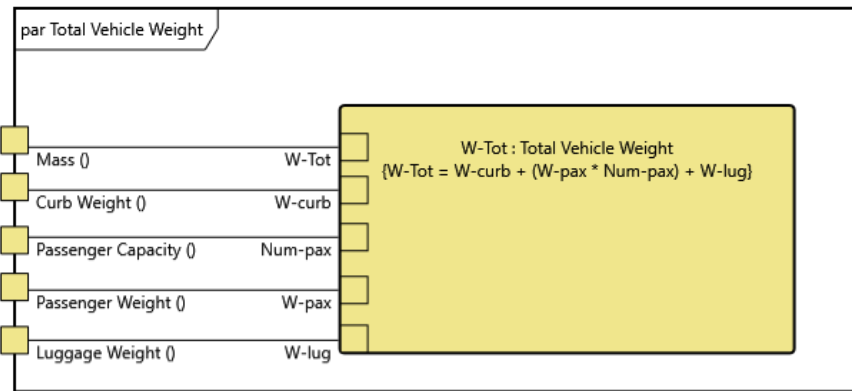 par Total Vehicle Weight
W-Tot : Total Vehicle Weight
{W-Tot = W-curb + (W-pax * Num-pax) + W-lug}
Mass () W-Tot
Curb Weight () W-curb
Passenger Capacity () Num-pax
Passenger Weight () W-pax
Luggage Weight () W-lug